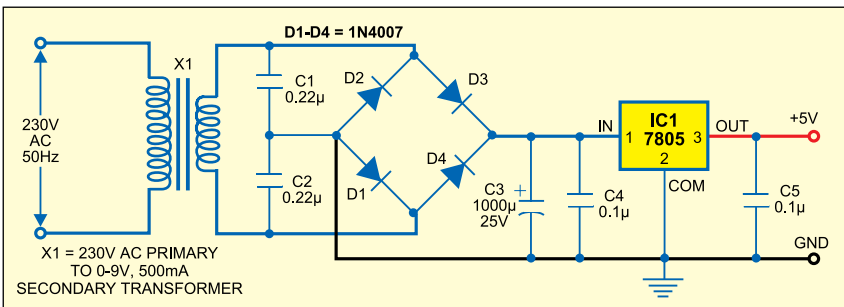 D1-D4 = 1N4007
X1
230V
AC
50Hz
C1
0.22µ
C2
0.22µ
D2
D3
D1
D4
C3
1000µ
25V
+
C4
0.1µ
IN
IC1
1 7805 3
2
OUT
COM
+5V
C5
0.1µ
GND
X1 = 230V AC PRIMARY
TO 0-9V, 500mA
SECONDARY TRANSFORMER